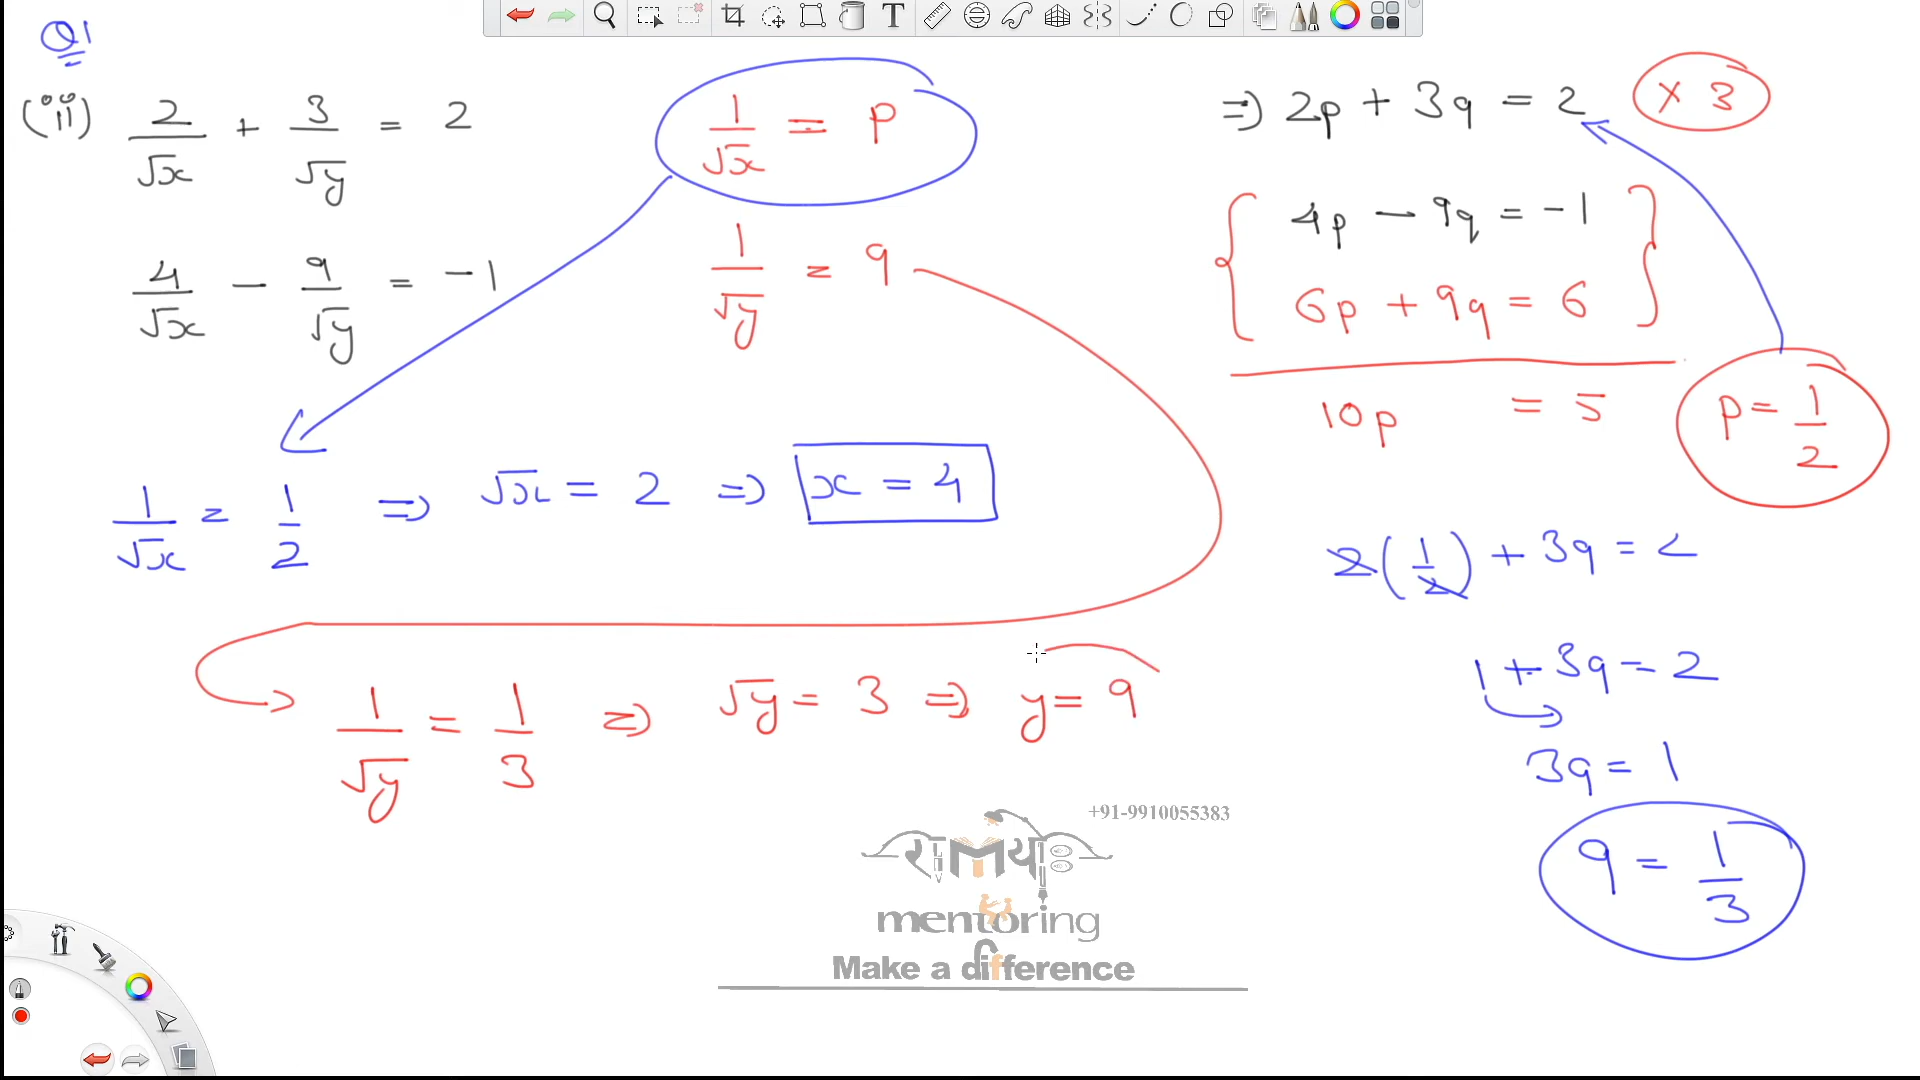 Q1
(ii) 2/√x + 3/√y = 2
4/√x - 9/√y = -1
1/√x = p
1/√y = q
=> 2p + 3q = 2 × 3
4p - 9q = -1
6p + 9q = 6
10p = 5
p = 1/2
1/√x = 1/2 => √x = 2 => x = 4
2(1/2) + 3q = 2
1 + 3q = 2
3q = 1
q = 1/3
1/√y = 1/3 => √y = 3 => y = 9
+91-9910055383
राम्या
mentoring
Make a difference